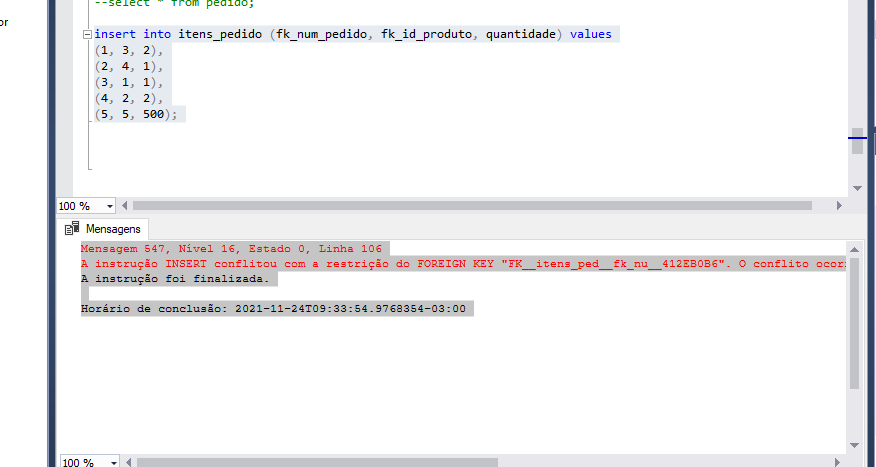 or
--select * from pedido;
insert into itens_pedido (fk_num_pedido, fk_id_produto, quantidade) values
(1, 3, 2),
(2, 4, 1),
(3, 1, 1),
(4, 2, 2),
(5, 5, 500);
100 %
Mensagens
Mensagem 547, Nível 16, Estado 0, Linha 106
A instrução INSERT conflitou com a restrição do FOREIGN KEY "FK__itens_ped__fk_nu__412EB0B6". O conflito ocorr
A instrução foi finalizada.
Horário de conclusão: 2021-11-24T09:33:54.9768354-03:00
100 %